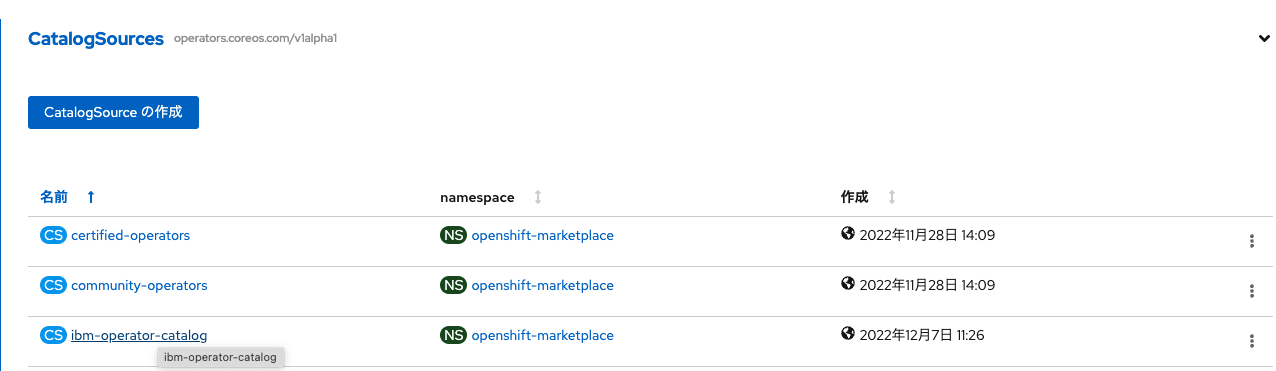 CatalogSources operators.coreos.com/v1alpha1
CatalogSource の作成
名前 namespace 作成
CS certified-operators NS openshift-marketplace 2022年11月28日 14:09
CS community-operators NS openshift-marketplace 2022年11月28日 14:09
CS ibm-operator-catalog NS openshift-marketplace 2022年12月7日 11:26
ibm-operator-catalog